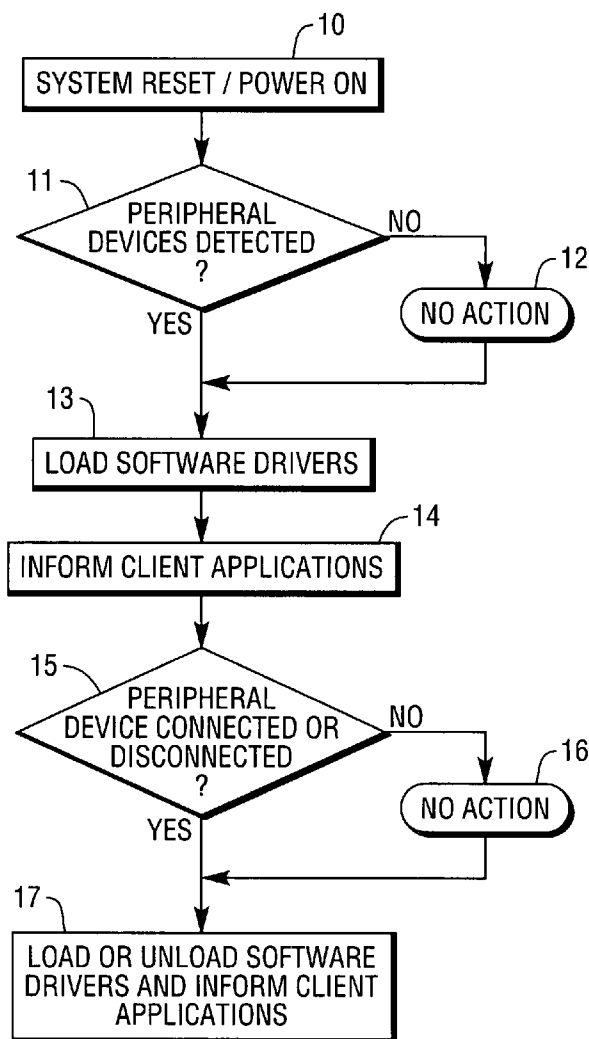 10
SYSTEM RESET / POWER ON
11
PERIPHERAL
DEVICES DETECTED
?
NO
12
NO ACTION
YES
13
LOAD SOFTWARE DRIVERS
14
INFORM CLIENT APPLICATIONS
15
PERIPHERAL
DEVICE CONNECTED OR
DISCONNECTED
?
NO
16
NO ACTION
YES
17
LOAD OR UNLOAD SOFTWARE
DRIVERS AND INFORM CLIENT
APPLICATIONS